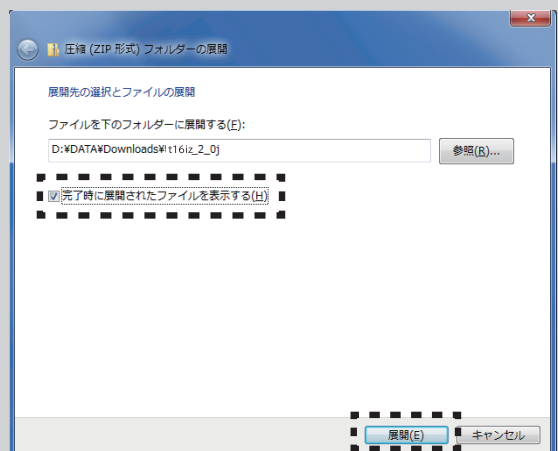 圧縮 (ZIP 形式) フォルダーの展開
展開先の選択とファイルの展開
ファイルを下のフォルダーに展開する(F):
D:¥DATA¥Downloads¥lt16iz_2_0j
参照(R)...
完了時に展開されたファイルを表示する(H)
展開(E)
キャンセル